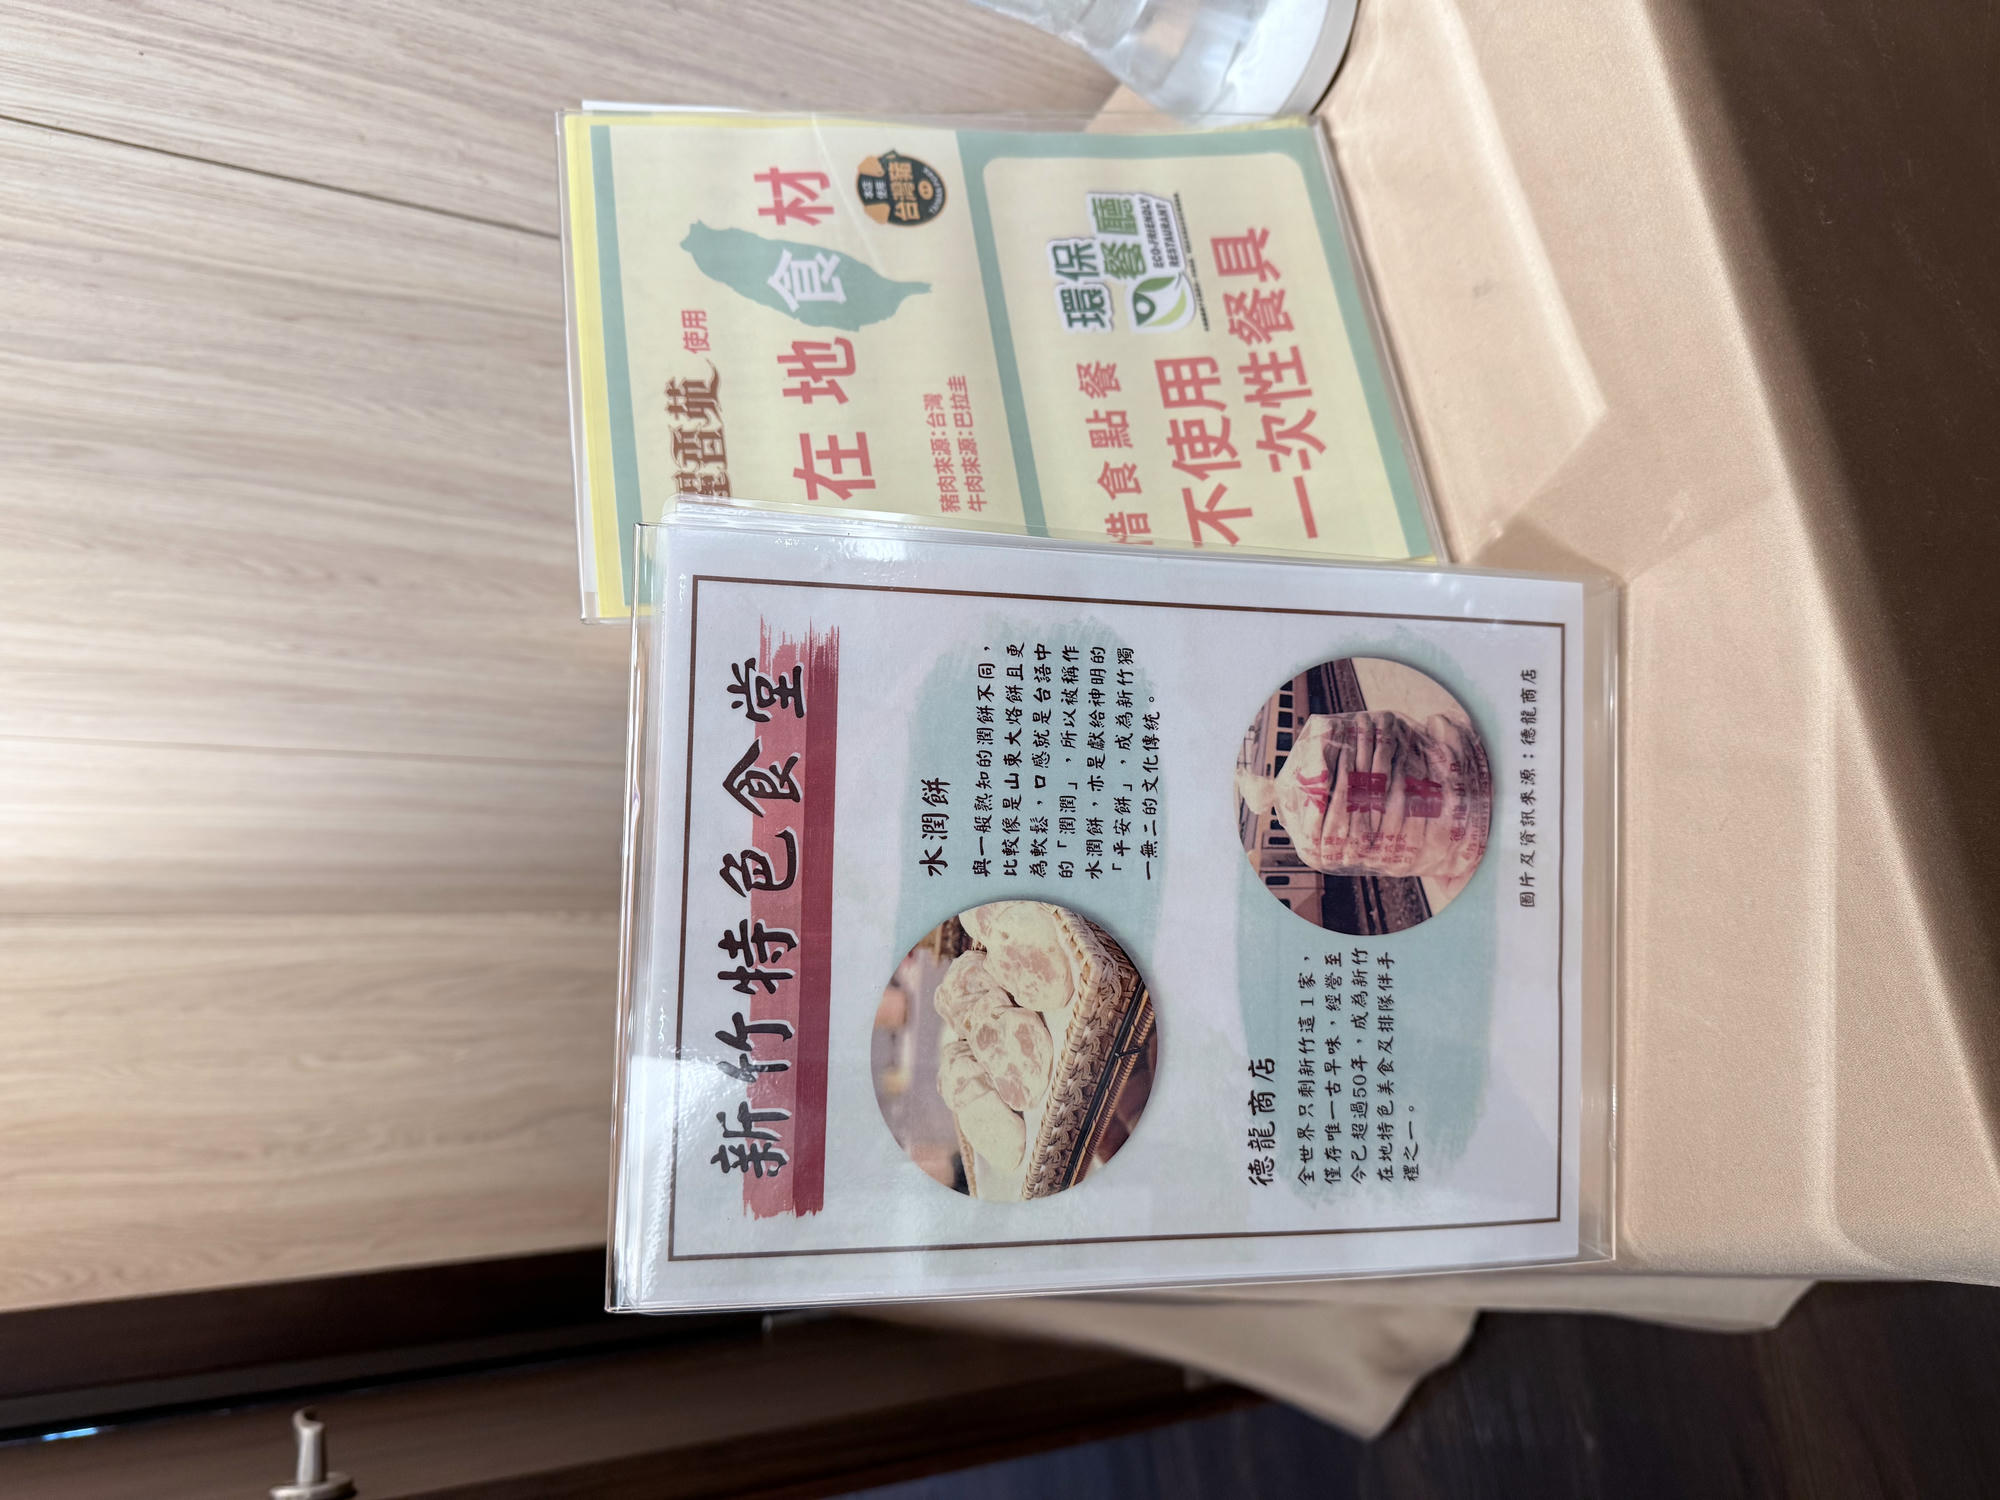 新竹特色食堂
水潤餅
與一般熟知的潤餅不同，
比較像是山東大烙餅且更
為軟鬆，口感就是台語中
的「潤潤」，所以被稱作
水潤餅，亦是獻給神明的
「平安餅」，成為新竹獨
一無二的文化傳統。
德龍商店
全世界只剩新竹這1家，
僅存唯一古早味，經營至
今已超過50年，成為新竹
在地特色美食及排隊伴手
禮之一。
圖片及資訊來源：德龍商店
使用
在地食材
台灣豬
豬肉來源:台灣
牛肉來源:巴拉圭
環保
餐廳
ECO-FRIENDLY
RESTAURANT
惜食點餐
不使用
一次性餐具